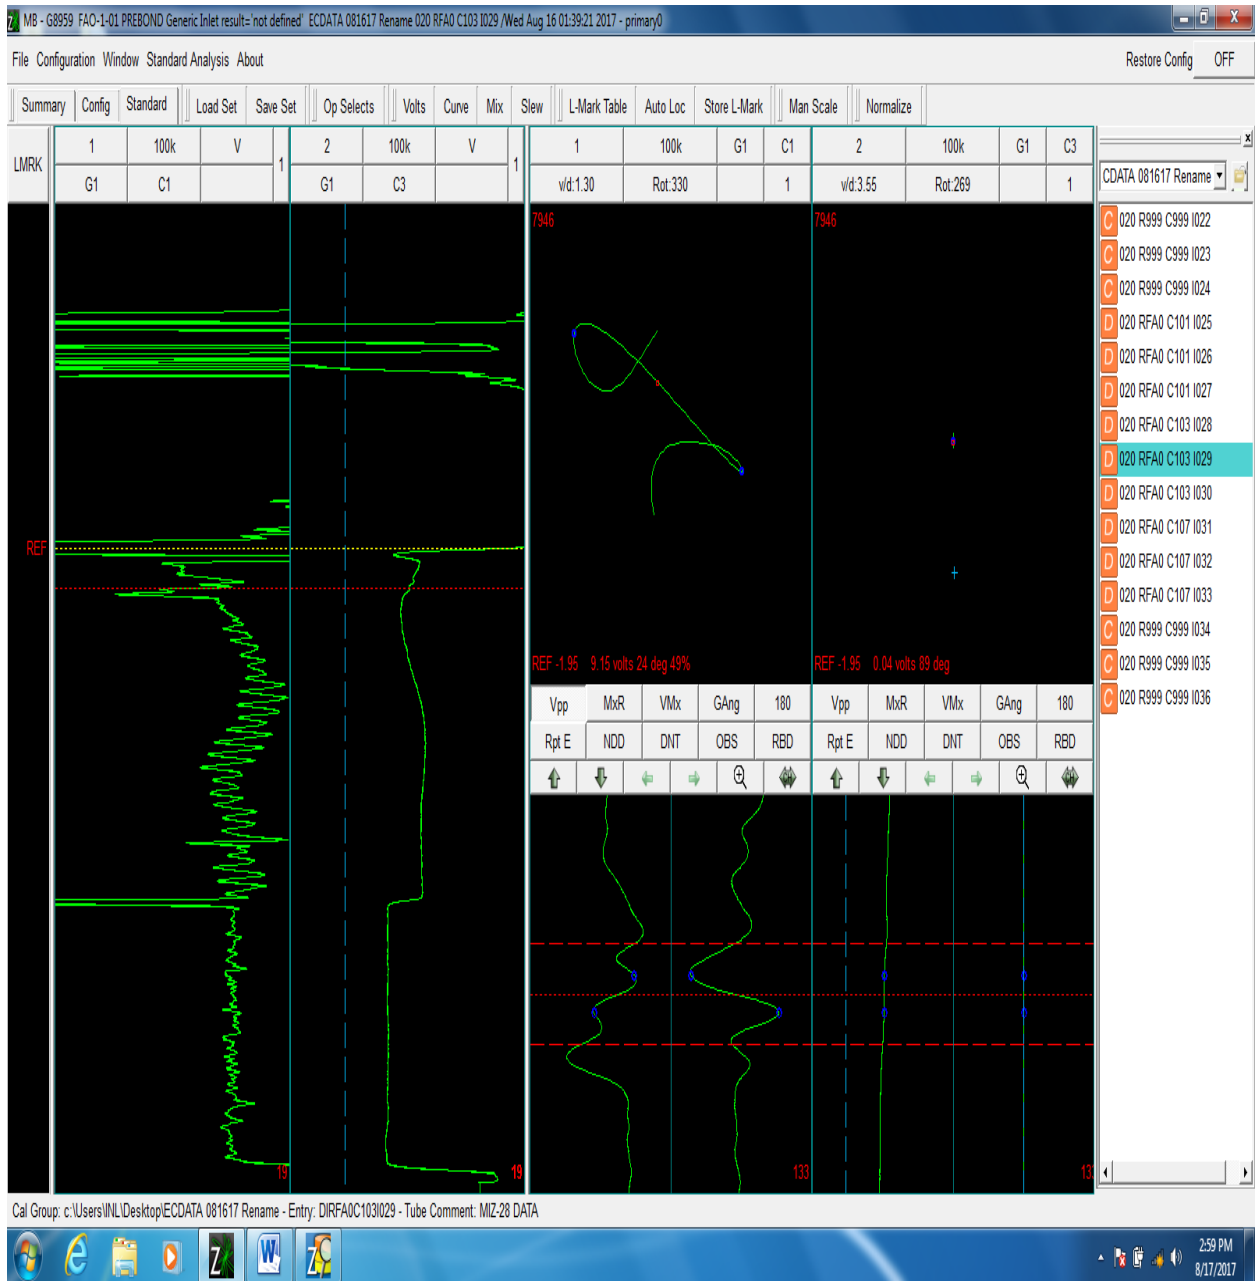 MB - G8959 FAO-1-01 PREBOND Generic Inlet result='not defined' ECDATA 081617 Rename 020 RFA0 C103 I029 /Wed Aug 16 01:39:21 2017 - primary0
File Configuration Window Standard Analysis About Restore Config OFF
Summary Config Standard Load Set Save Set Op Selects Volts Curve Mix Slew L-Mark Table Auto Loc Store L-Mark Man Scale Normalize
LMRK 1 100k V 1 2 100k V 1 1 100k G1 C1 2 100k G1 C3
G1 C1 G1 C3 v/d:1.30 Rot:330 1 v/d:3.55 Rot:269 1
CDATA 081617 Rename
7946 7946
020 R999 C999 I022
020 R999 C999 I023
020 R999 C999 I024
020 RFA0 C101 I025
020 RFA0 C101 I026
020 RFA0 C101 I027
020 RFA0 C103 I028
020 RFA0 C103 I029
020 RFA0 C103 I030
020 RFA0 C107 I031
020 RFA0 C107 I032
020 RFA0 C107 I033
020 R999 C999 I034
020 R999 C999 I035
020 R999 C999 I036
REF
REF -1.95 9.15 volts 24 deg 49% REF -1.95 0.04 volts 89 deg
Vpp MxR VMx GAng 180 Vpp MxR VMx GAng 180
Rpt E NDD DNT OBS RBD Rpt E NDD DNT OBS RBD
19 19 133 13
Cal Group: c:\Users\INL\Desktop\ECDATA 081617 Rename - Entry: DIRFA0C103I029 - Tube Comment: MIZ-28 DATA
2:59 PM
8/17/2017